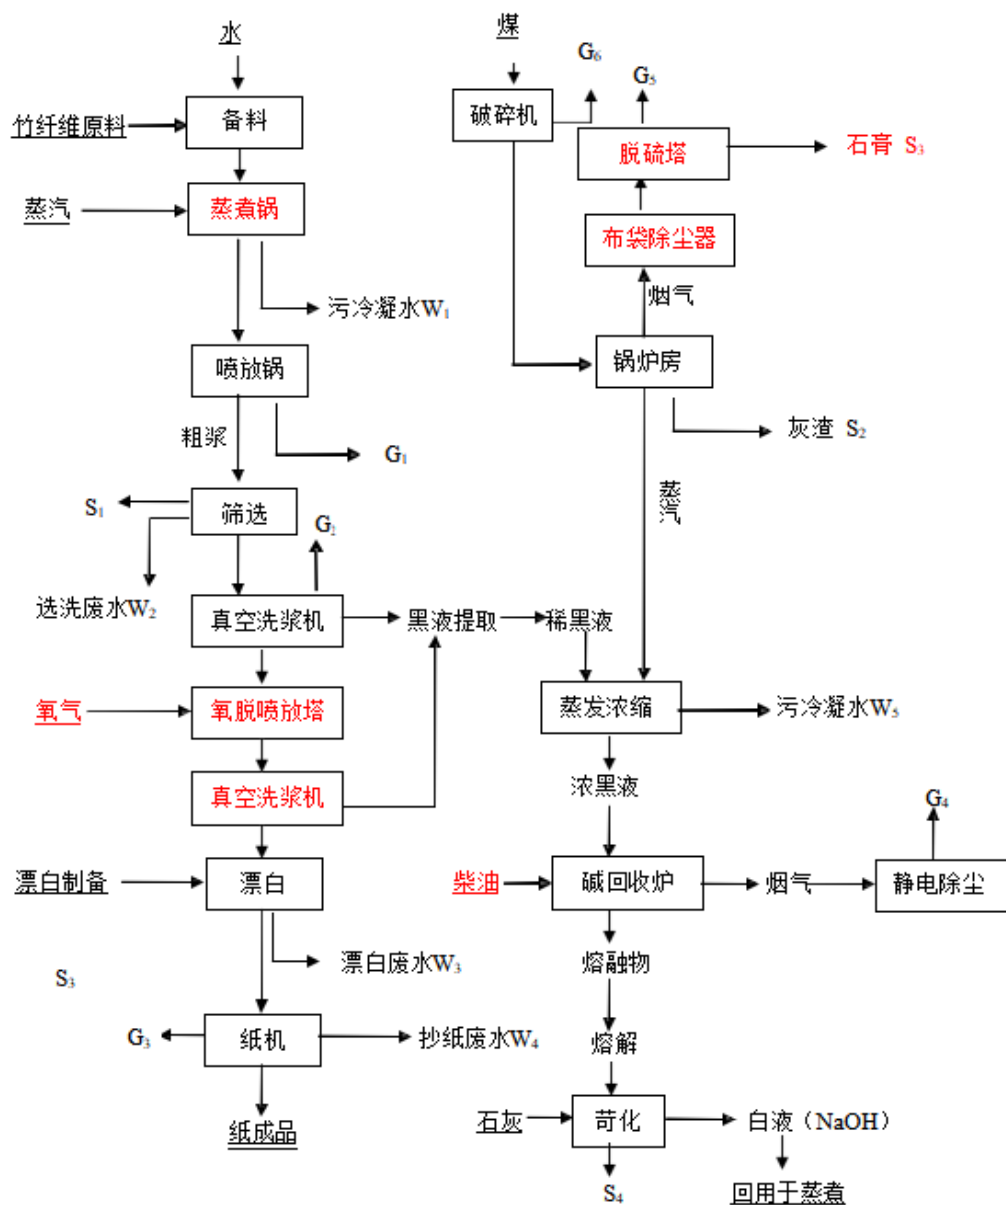 水
煤
G₆
G₅
竹纤维原料
备料
破碎机
脱硫塔
石膏 S₃
蒸汽
蒸煮锅
布袋除尘器
污冷凝水W₁
烟气
喷放锅
锅炉房
粗浆
G₁
灰渣 S₂
S₁
筛选
G₂
蒸汽
选洗废水W₂
真空洗浆机
黑液提取
稀黑液
氧气
氧脱喷放塔
蒸发浓缩
污冷凝水W₅
真空洗浆机
浓黑液
G₄
漂白制备
漂白
柴油
碱回收炉
烟气
静电除尘
漂白废水W₃
熔融物
S₃
G₃
纸机
抄纸废水W₄
熔解
纸成品
石灰
苛化
白液（NaOH）
S₄
回用于蒸煮